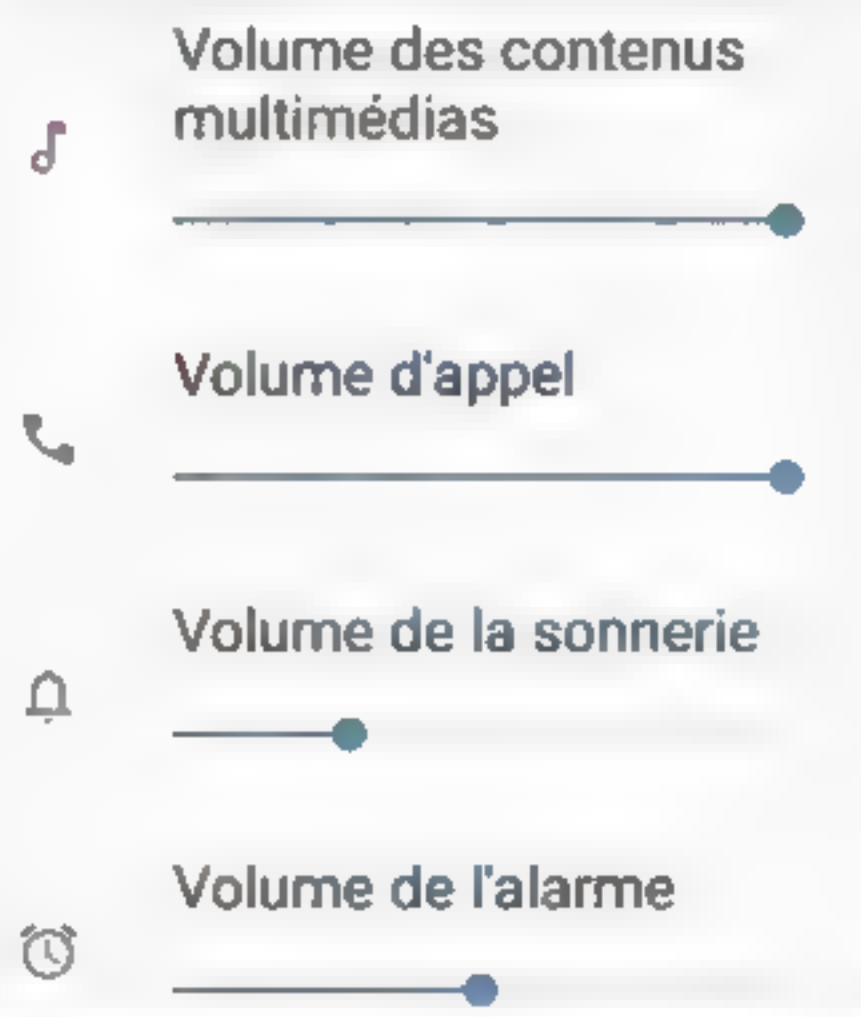 Volume des contenus
multimédias
Volume d'appel
Volume de la sonnerie
Volume de l'alarme